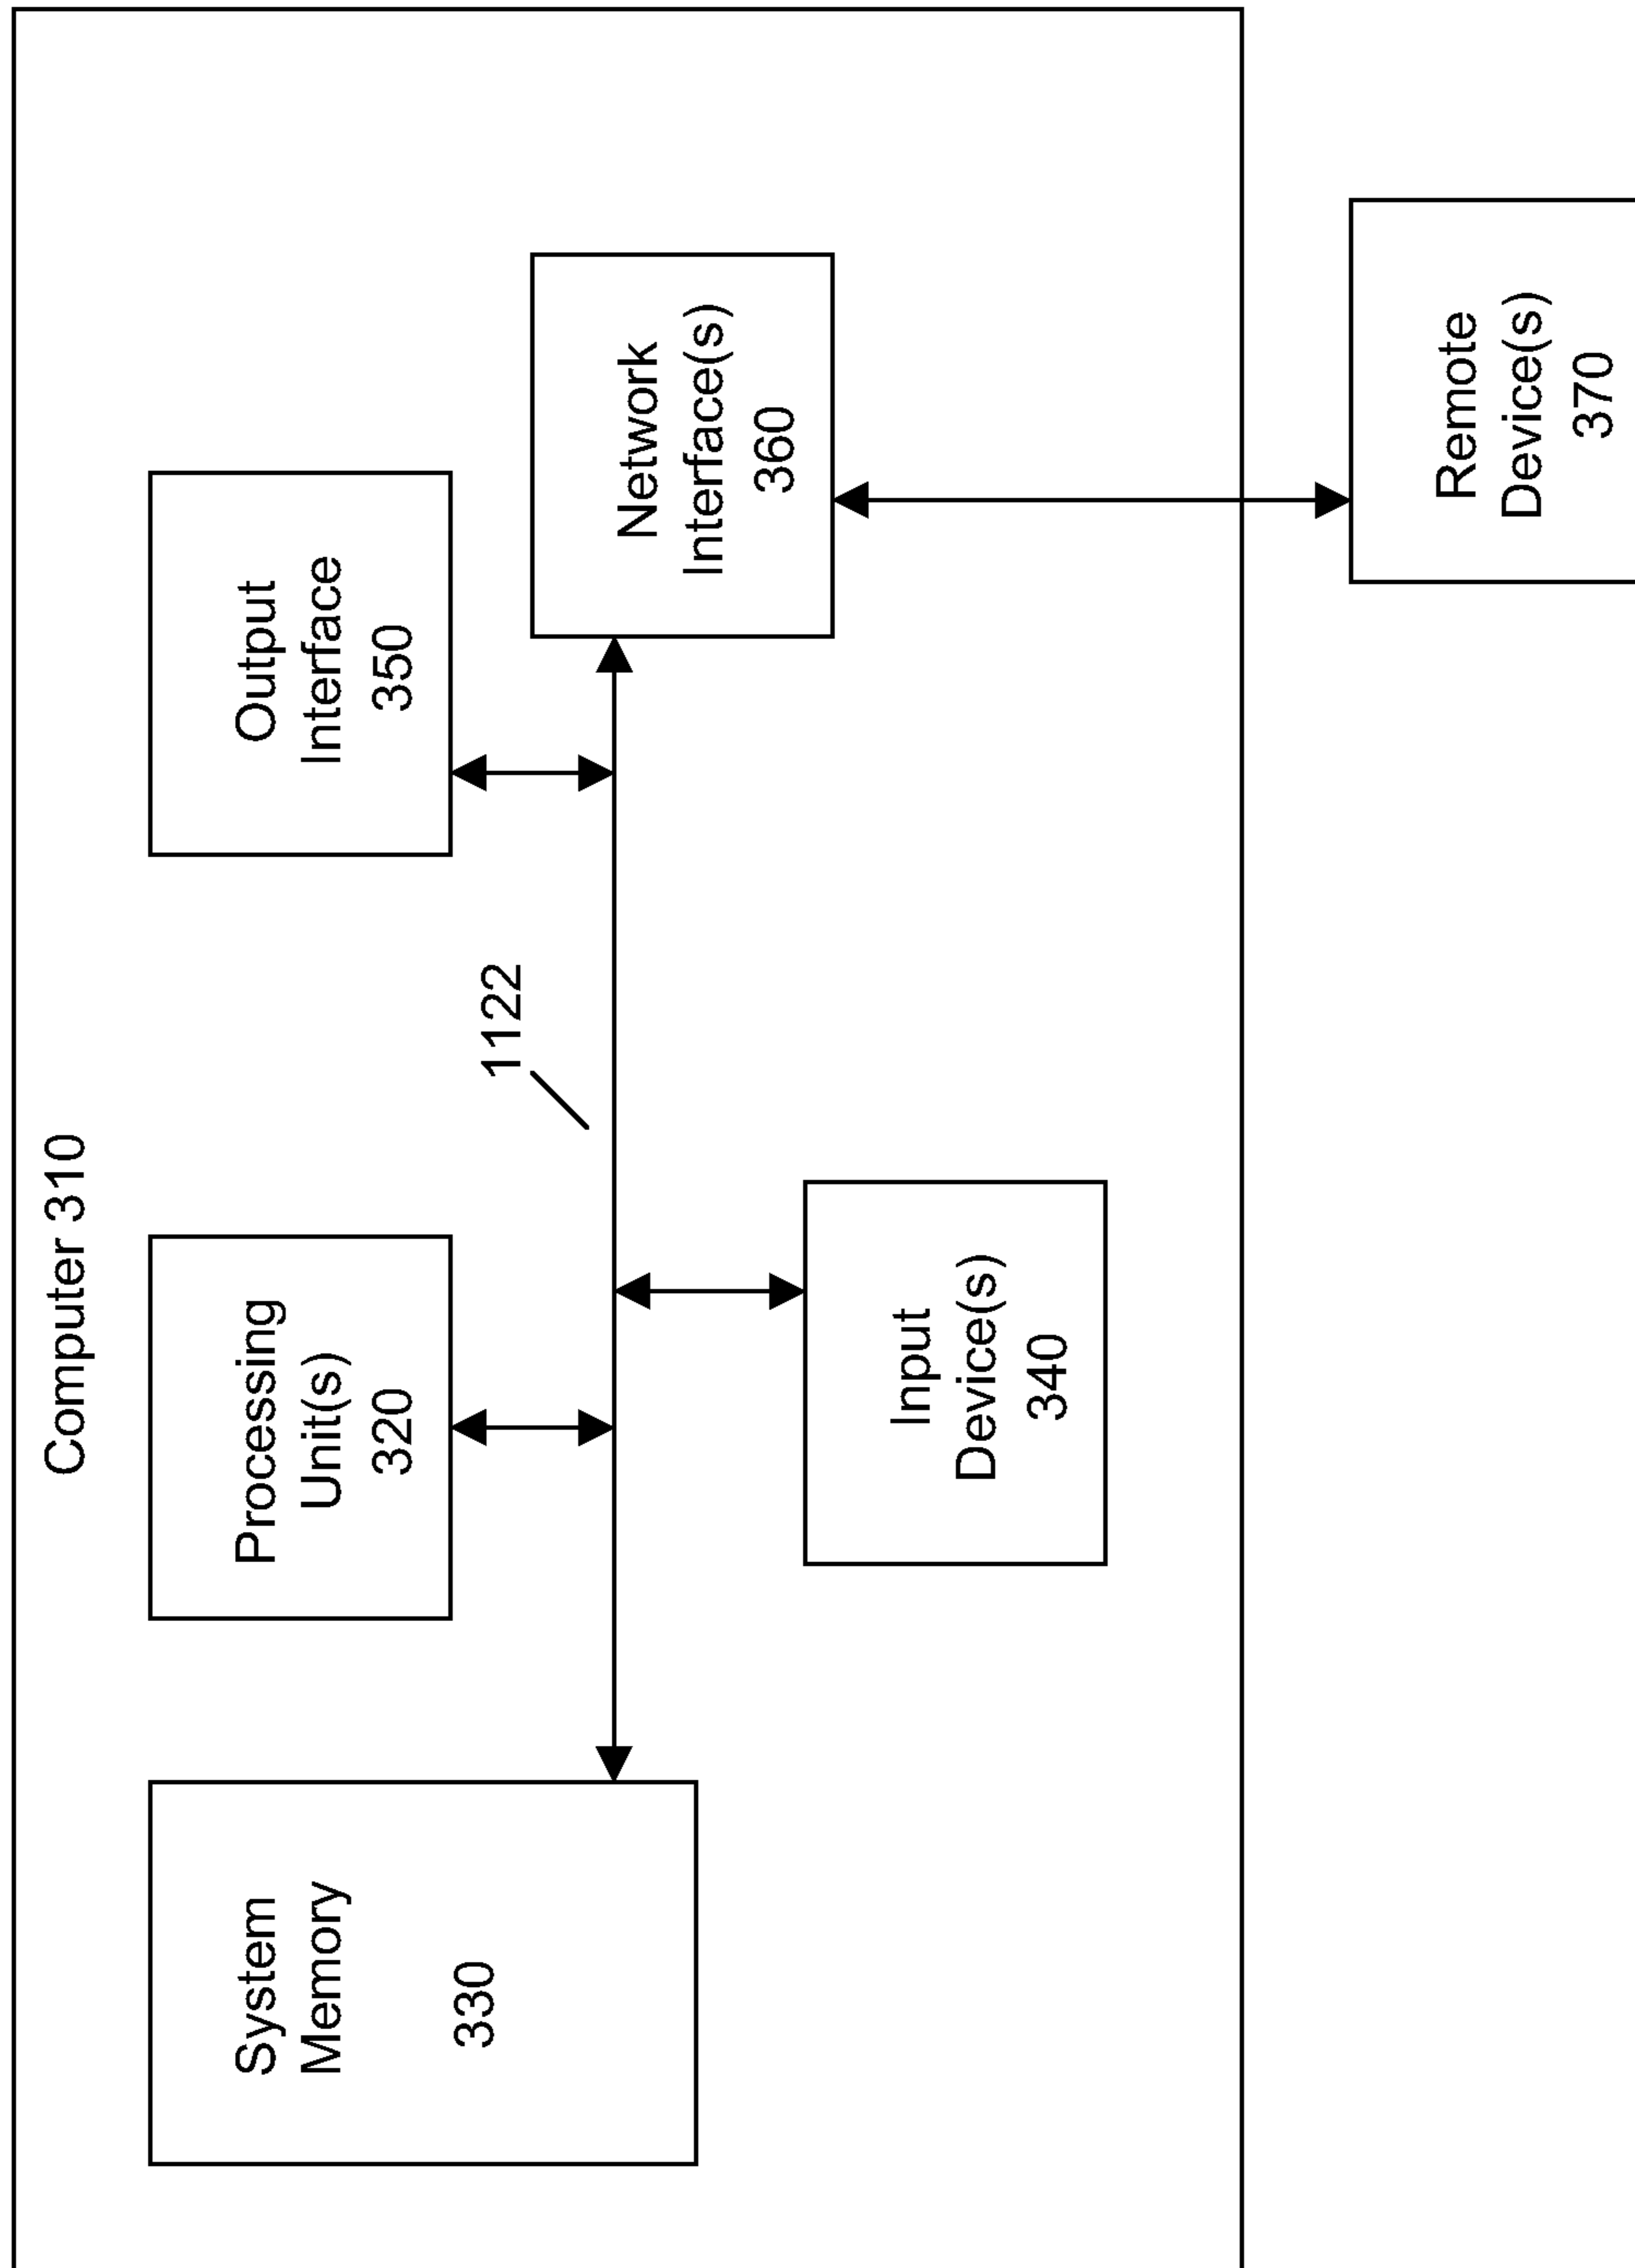 Computer 310
System
Memory
330
Processing
Unit(s)
320
Output
Interface
350
1122
Network
Interface(s)
360
Input
Device(s)
340
Remote
Device(s)
370